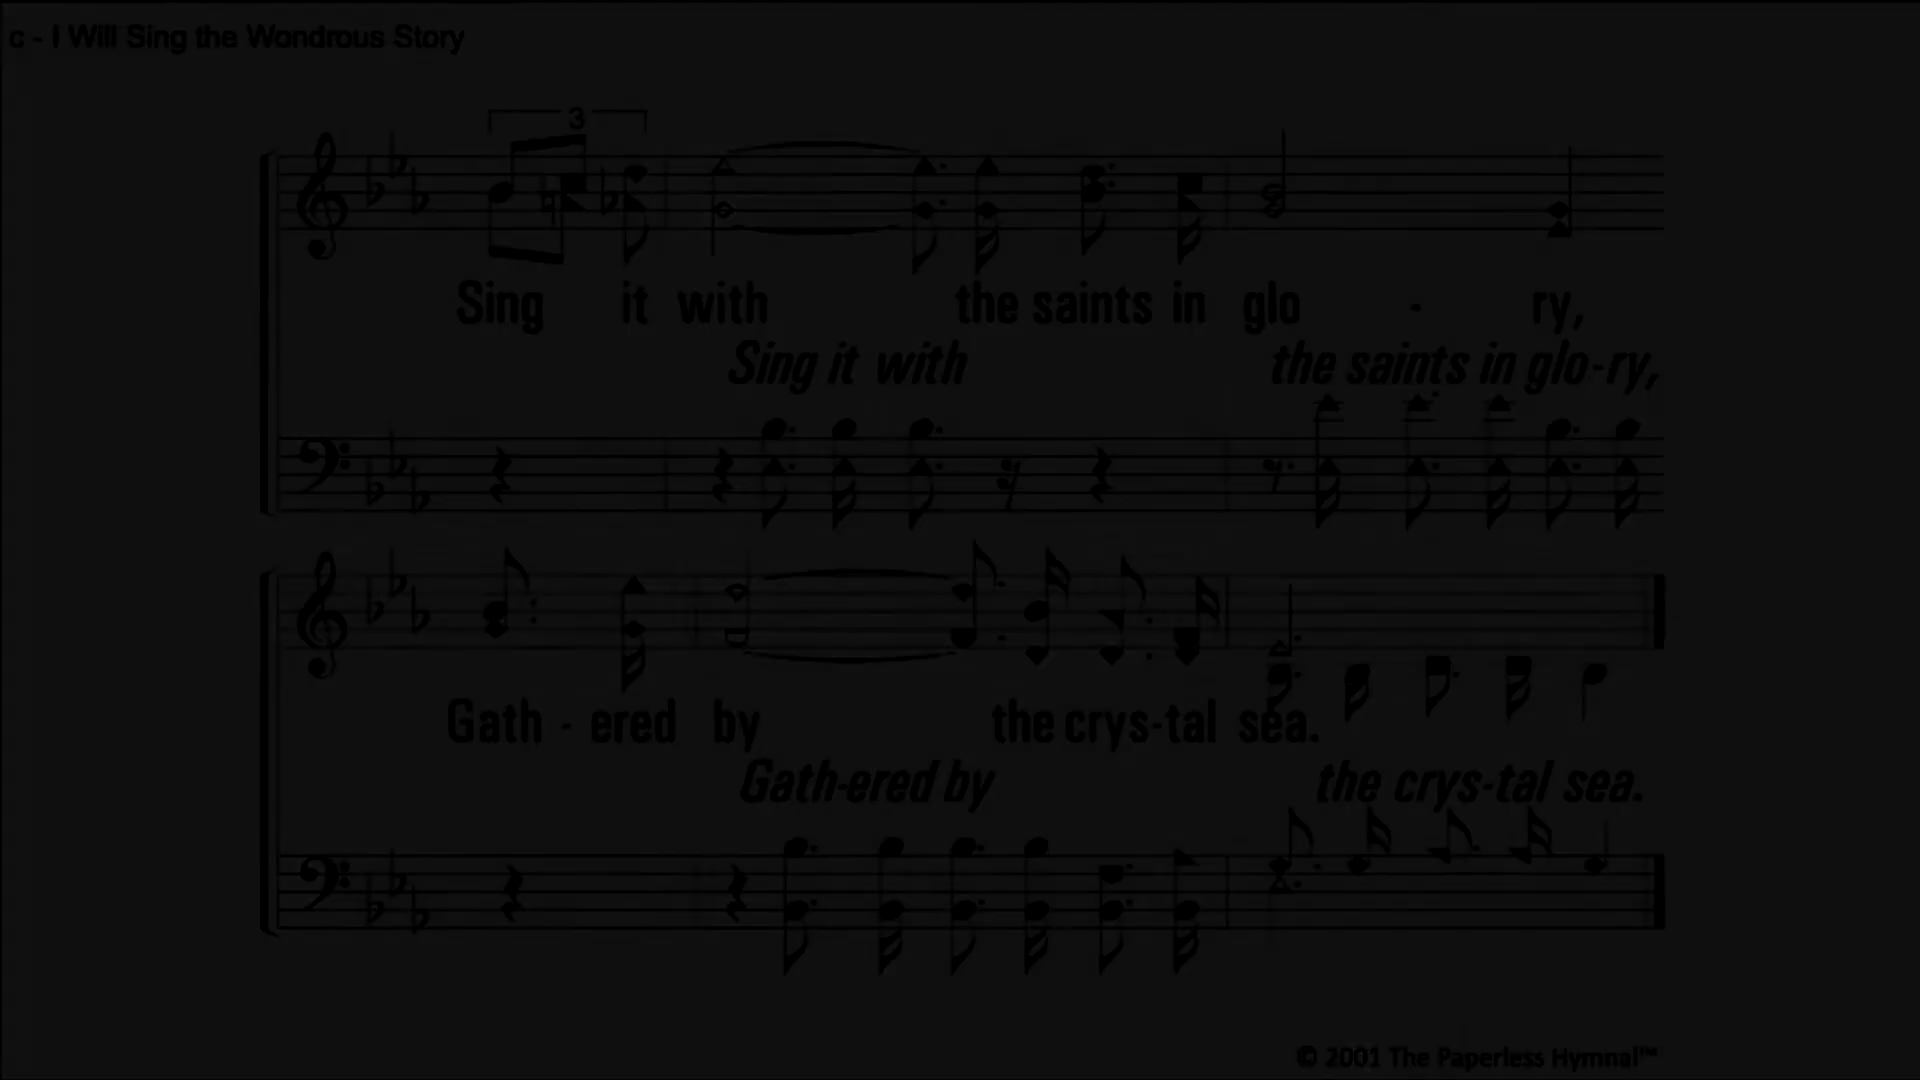 c - I Will Sing the Wondrous Story
3
Sing it with the saints in glo - ry,
Sing it with the saints in glo-ry,
Gath - ered by the crys-tal sea.
Gath-ered by the crys-tal sea.
© 2001 The Paperless Hymnal™